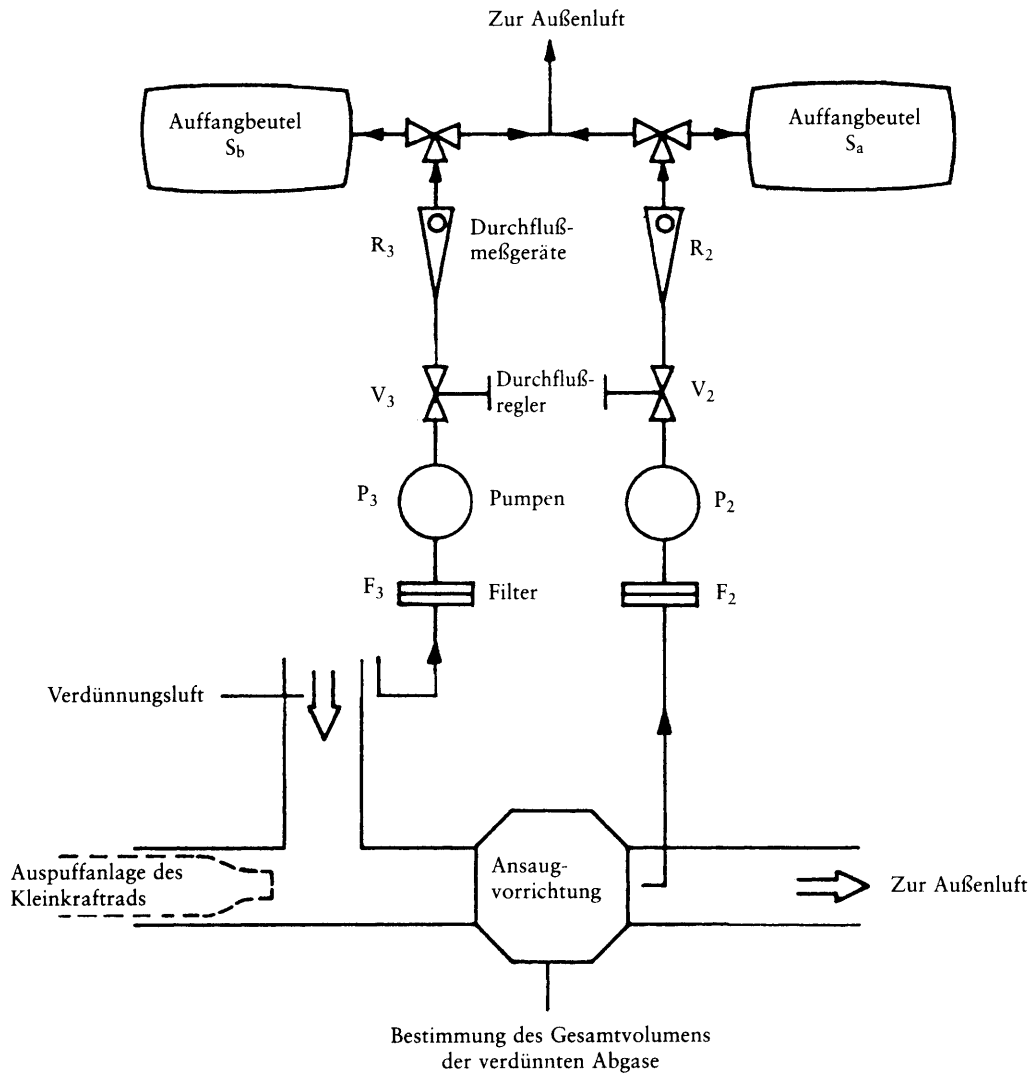 Zur Außenluft
Auffangbeutel
Sb
Auffangbeutel
Sa
R3
Durchfluß-
meßgeräte
R2
V3
Durchfluß-
regler
V2
P3
Pumpen
P2
F3
Filter
F2
Verdünnungsluft
Auspuffanlage des
Kleinkraftrads
Ansaug-
vorrichtung
Zur Außenluft
Bestimmung des Gesamtvolumens
der verdünnten Abgase